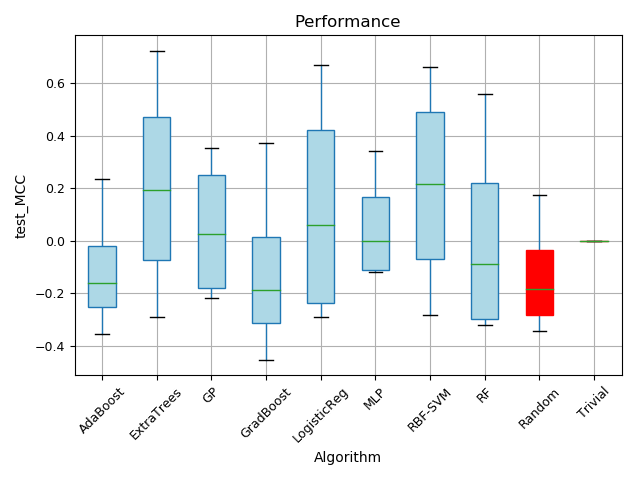 Performance
test_MCC
0.6
0.4
0.2
0.0
−0.2
−0.4
AdaBoost
ExtraTrees
GP
GradBoost
LogisticReg
MLP
RBF-SVM
RF
Random
Trivial
Algorithm